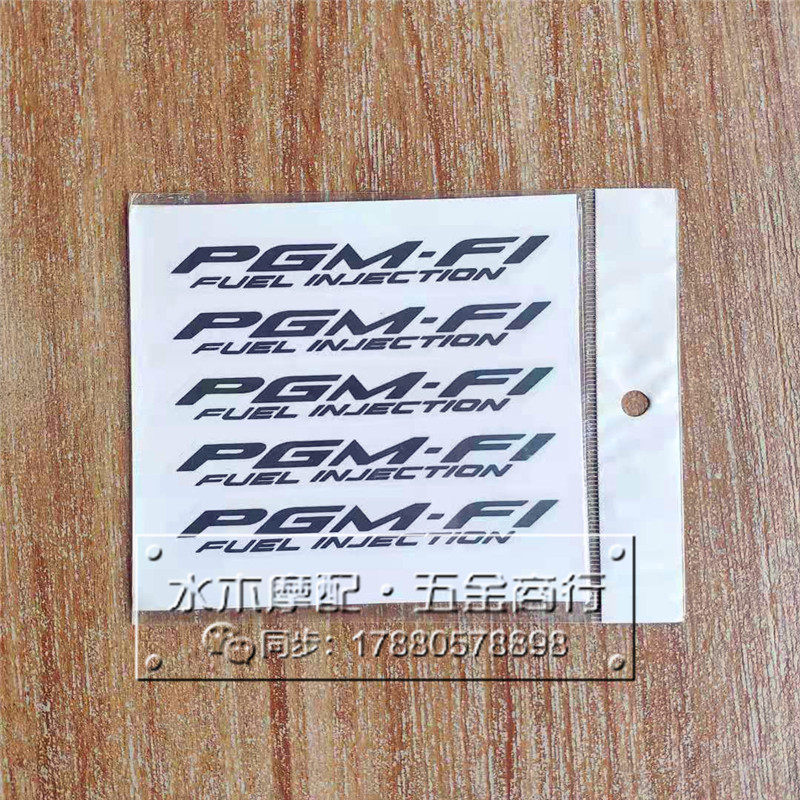 PGM-FI
FUEL INJECTION
PGM-FI
FUEL INJECTION
PGM-FI
FUEL INJECTION
PGM-FI
FUEL INJECTION
PGM-FI
FUEL INJECTION
水木摩配·五金商行
同步：17880578898